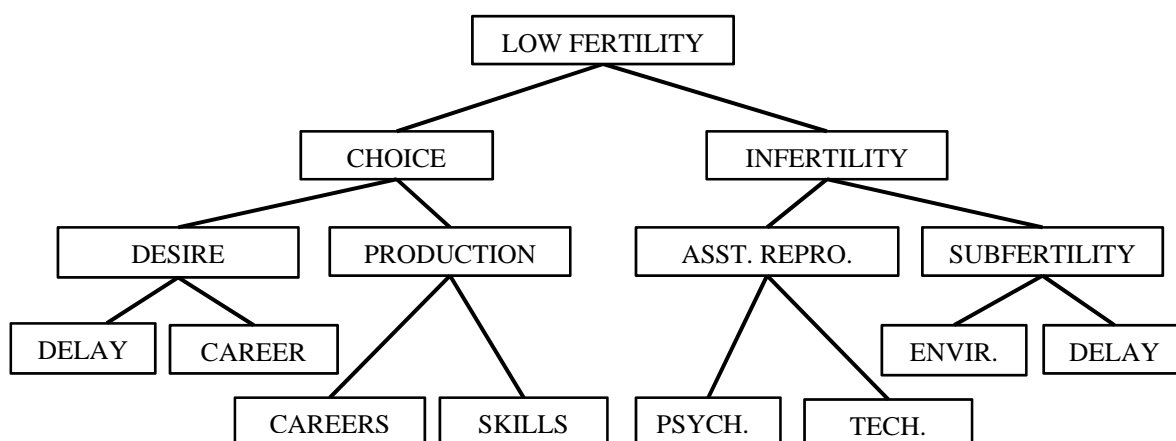 LOW FERTILITY
CHOICE
INFERTILITY
DESIRE
PRODUCTION
ASST. REPRO.
SUBFERTILITY
DELAY
CAREER
ENVIR.
DELAY
CAREERS
SKILLS
PSYCH.
TECH.